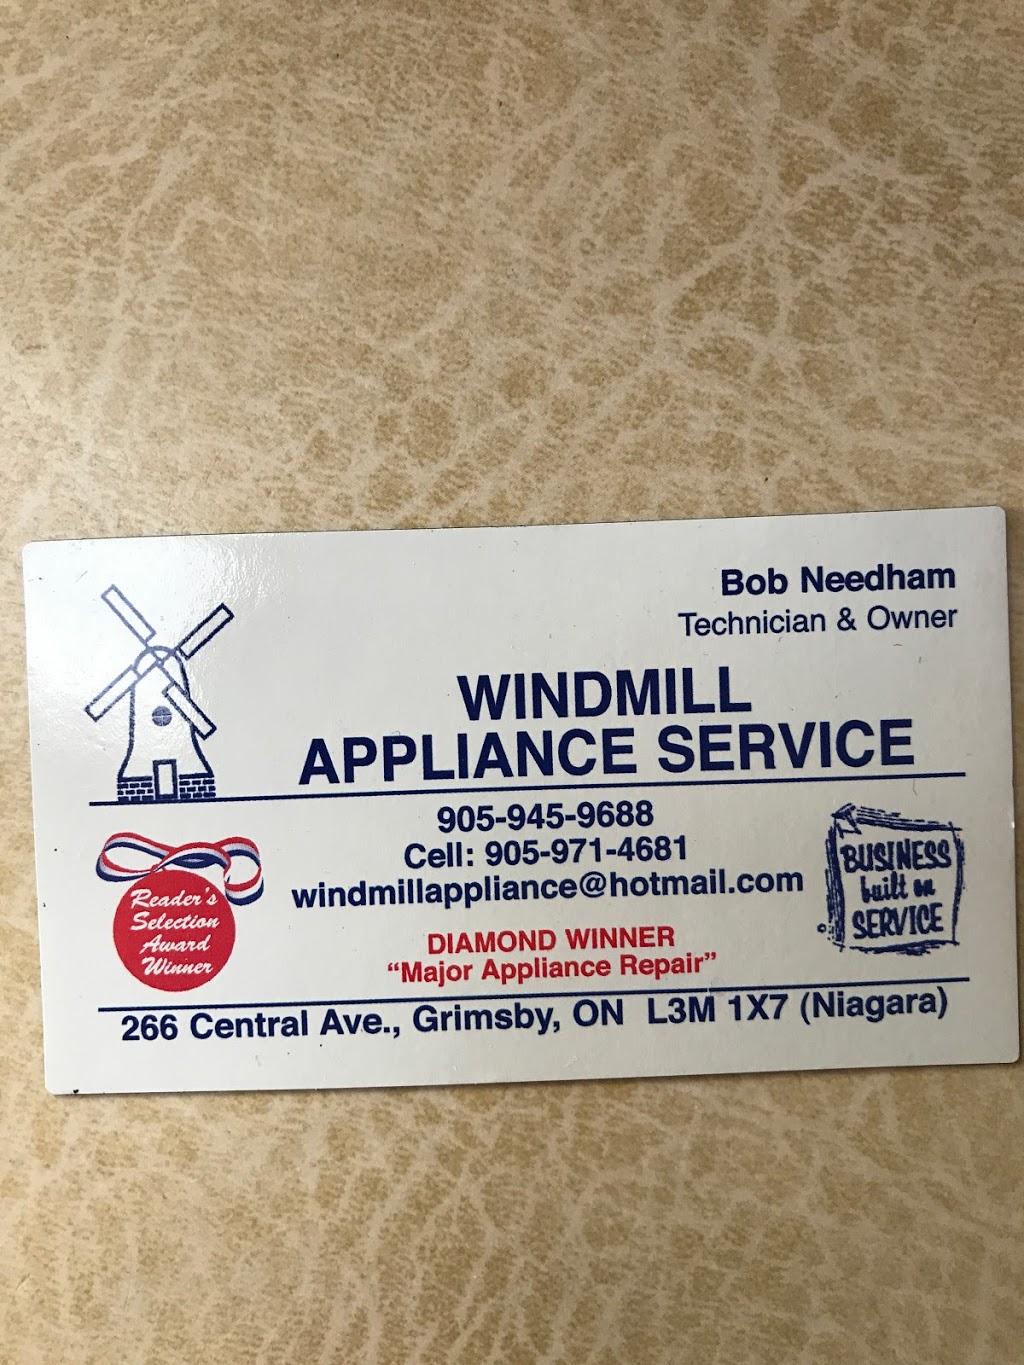 Bob Needham
Technician & Owner
WINDMILL
APPLIANCE SERVICE
905-945-9688
Cell: 905-971-4681
windmillappliance@hotmail.com
Reader's
Selection
Award
Winner
DIAMOND WINNER
“Major Appliance Repair”
BUSINESS
built on
SERVICE
266 Central Ave., Grimsby, ON L3M 1X7 (Niagara)